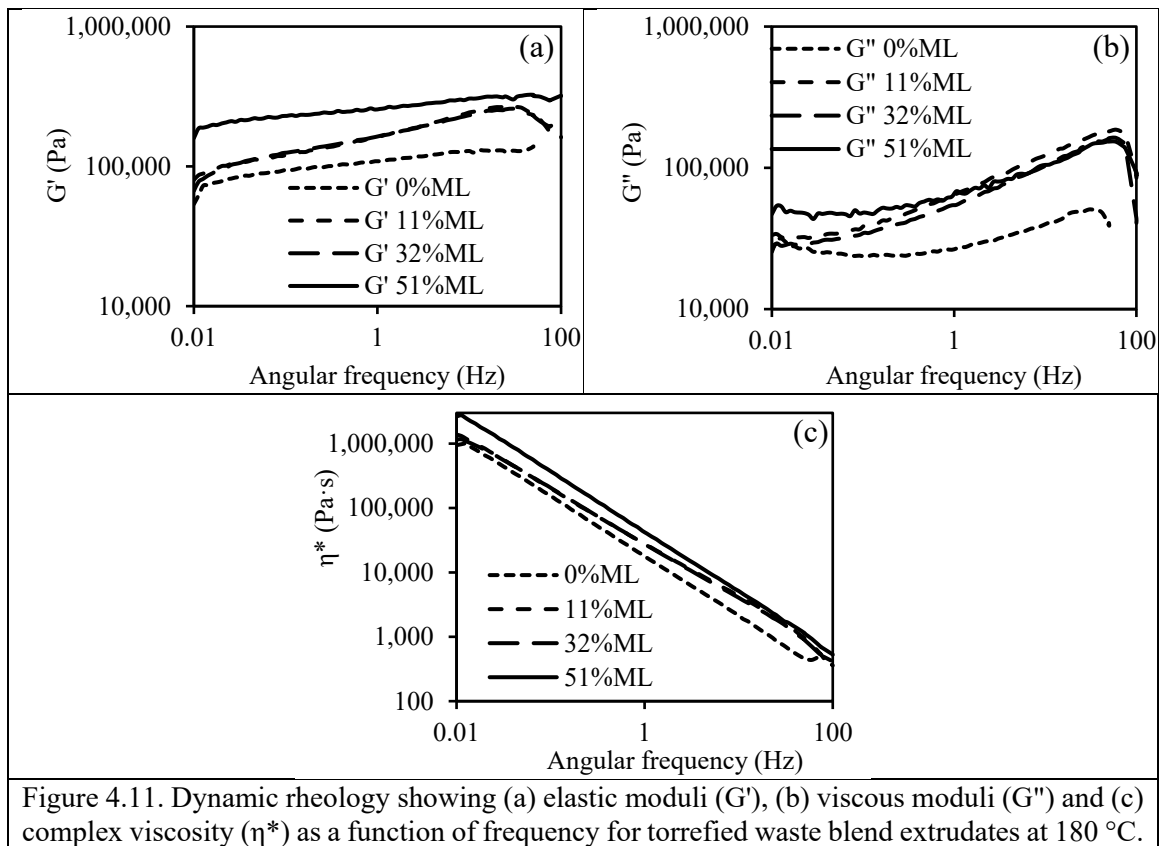 (a)
1,000,000
100,000
10,000
G' (Pa)
G' 0%ML
G' 11%ML
G' 32%ML
G' 51%ML
0.01
1
100
Angular frequency (Hz)
(b)
1,000,000
100,000
10,000
G" (Pa)
G" 0%ML
G" 11%ML
G" 32%ML
G" 51%ML
0.01
1
100
Angular frequency (Hz)
(c)
1,000,000
100,000
10,000
1,000
100
η* (Pa·s)
0%ML
11%ML
32%ML
51%ML
0.01
1
100
Angular frequency (Hz)
Figure 4.11. Dynamic rheology showing (a) elastic moduli (G'), (b) viscous moduli (G") and (c)
complex viscosity (η*) as a function of frequency for torrefied waste blend extrudates at 180 °C.